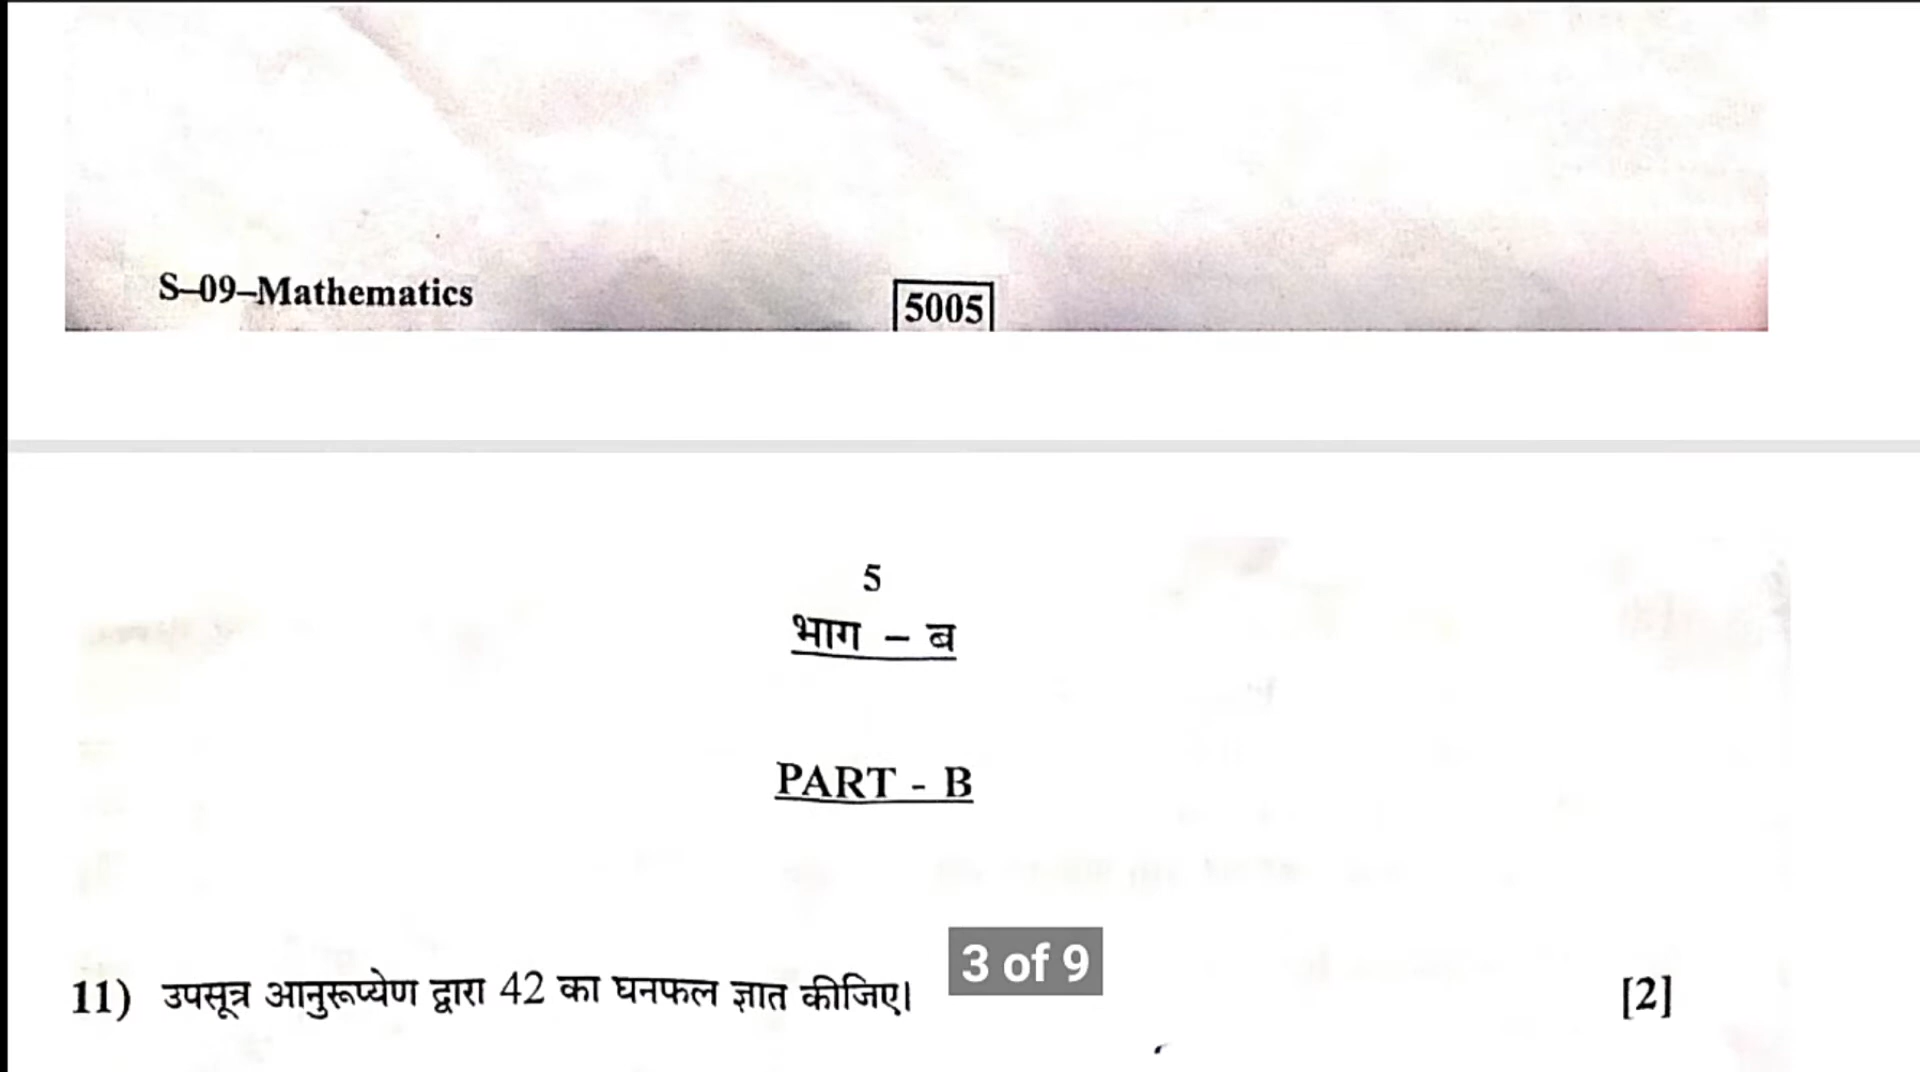 S–09–Mathematics
5005
5
भाग – ब
PART - B
3 of 9
11) उपसूत्र आनुरूप्येण द्वारा 42 का घनफल ज्ञात कीजिए। [2]